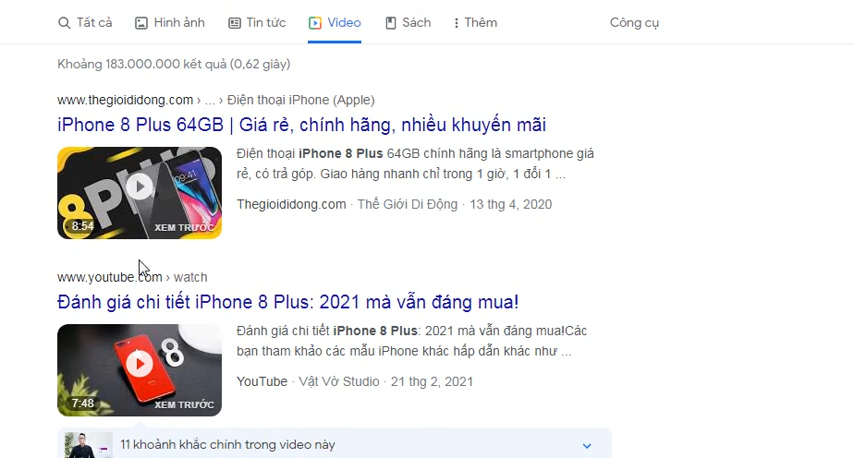 Tất cả Hình ảnh Tin tức Video Sách Thêm Công cụ
Khoảng 183.000.000 kết quả (0,62 giây)
www.thegioididong.com › ... › Điện thoại iPhone (Apple)
iPhone 8 Plus 64GB | Giá rẻ, chính hãng, nhiều khuyến mãi
8PLUS
09:41
8:54 XEM TRƯỚC
Điện thoại iPhone 8 Plus 64GB chính hãng là smartphone giá
rẻ, có trả góp. Giao hàng nhanh chỉ trong 1 giờ, 1 đổi 1 ...
Thegioididong.com · Thế Giới Di Động · 13 thg 4, 2020
www.youtube.com › watch
Đánh giá chi tiết iPhone 8 Plus: 2021 mà vẫn đáng mua!
8
7:48 XEM TRƯỚC
Đánh giá chi tiết iPhone 8 Plus: 2021 mà vẫn đáng mua!Các
bạn tham khảo các mẫu iPhone khác hấp dẫn khác như ...
YouTube · Vật Vờ Studio · 21 thg 2, 2021
11 khoảnh khắc chính trong video này